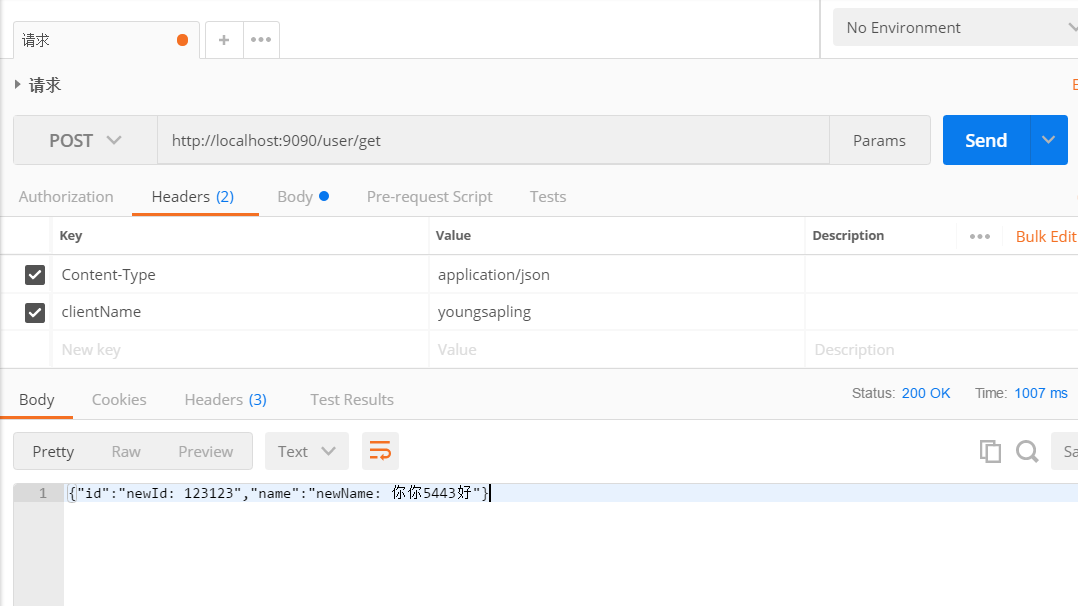 请求
No Environment
请求
POST http://localhost:9090/user/get Params Send
Authorization Headers (2) Body Pre-request Script Tests
Key Value Description Bulk Edit
Content-Type application/json
clientName youngsapling
New key Value Description
Body Cookies Headers (3) Test Results Status: 200 OK Time: 1007 ms
Pretty Raw Preview Text Sa
1 {"id":"newId: 123123","name":"newName: 你你5443好"}